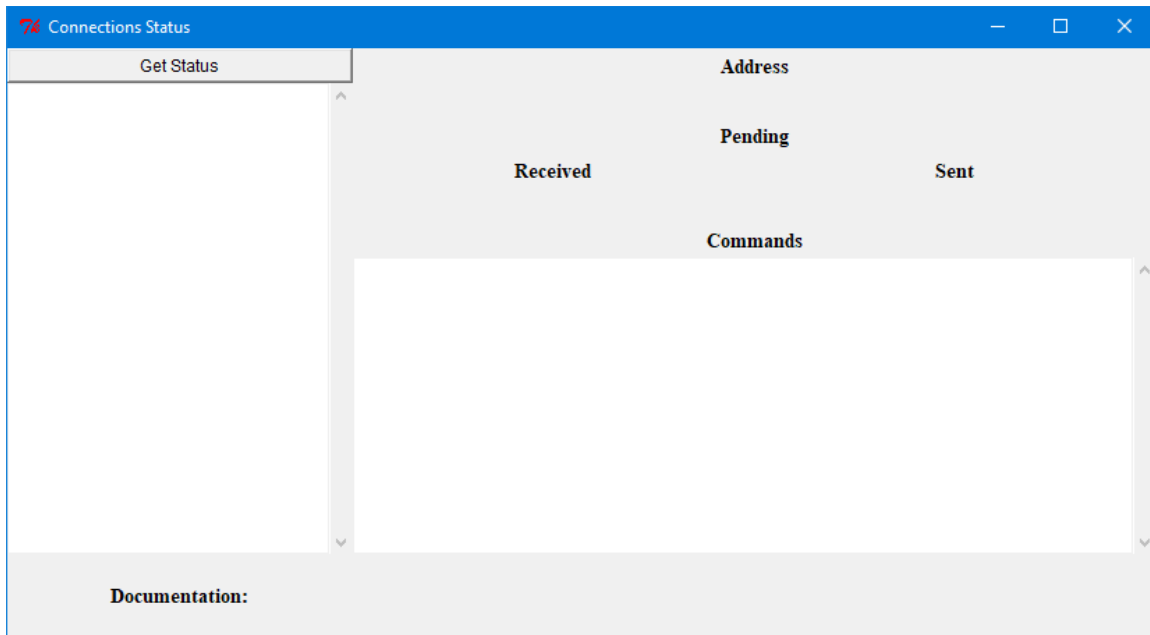 Connections Status
Get Status
Address
Pending
Received Sent
Commands
Documentation: